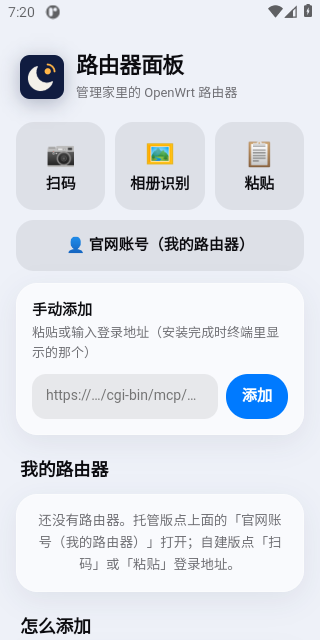 7:20
路由器面板
管理家里的 OpenWrt 路由器
扫码
相册识别
粘贴
官网账号（我的路由器）
手动添加
粘贴或输入登录地址（安装完成时终端里显
示的那个）
https://.../cgi-bin/mcp/...
添加
我的路由器
还没有路由器。托管版点上面的「官网账
号（我的路由器）」打开；自建版点「扫
码」或「粘贴」登录地址。
怎么添加